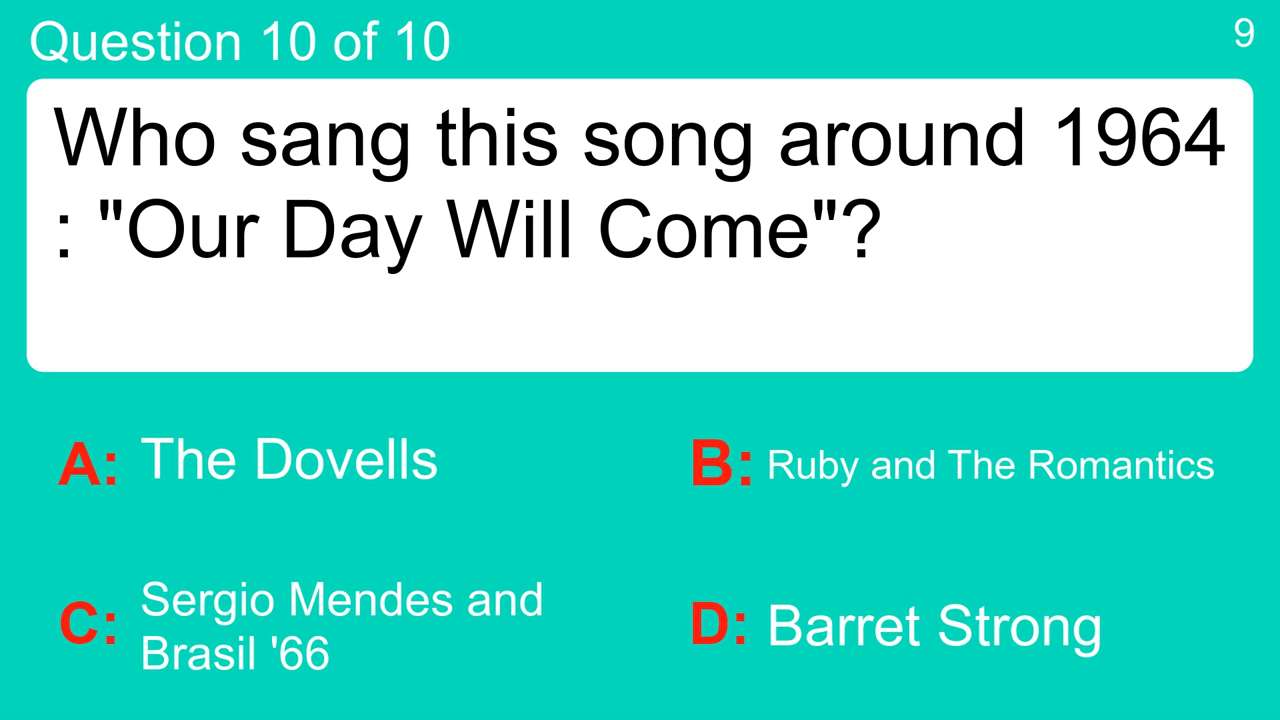 Question 10 of 10
9
Who sang this song around 1964
: "Our Day Will Come"?
A: The Dovells
B: Ruby and The Romantics
C: Sergio Mendes and
Brasil '66
D: Barret Strong